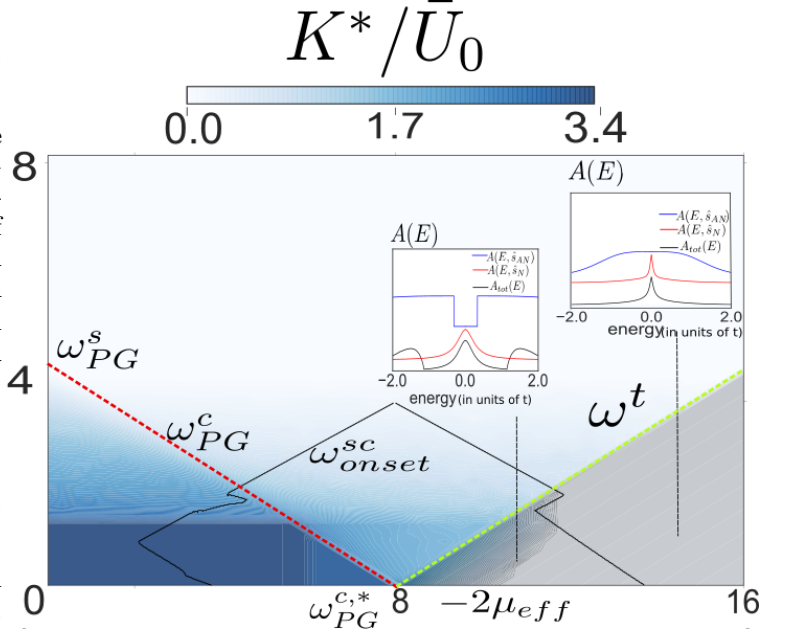 K*/Ū₀
0.0 1.7 3.4
8
A(E)
A(E, ŝ_AN)
A(E, ŝ_N)
A_tot(E)
−2.0 0.0 2.0
energy(in units of t)
A(E)
A(E, ŝ_AN)
A(E, ŝ_N)
A_tot(E)
−2.0 0.0 2.0
energy(in units of t)
ω^s_PG
4
ω^c_PG
ω^sc_onset
ω^t
0 ω^{c,*}_PG 8 −2μ_eff 16